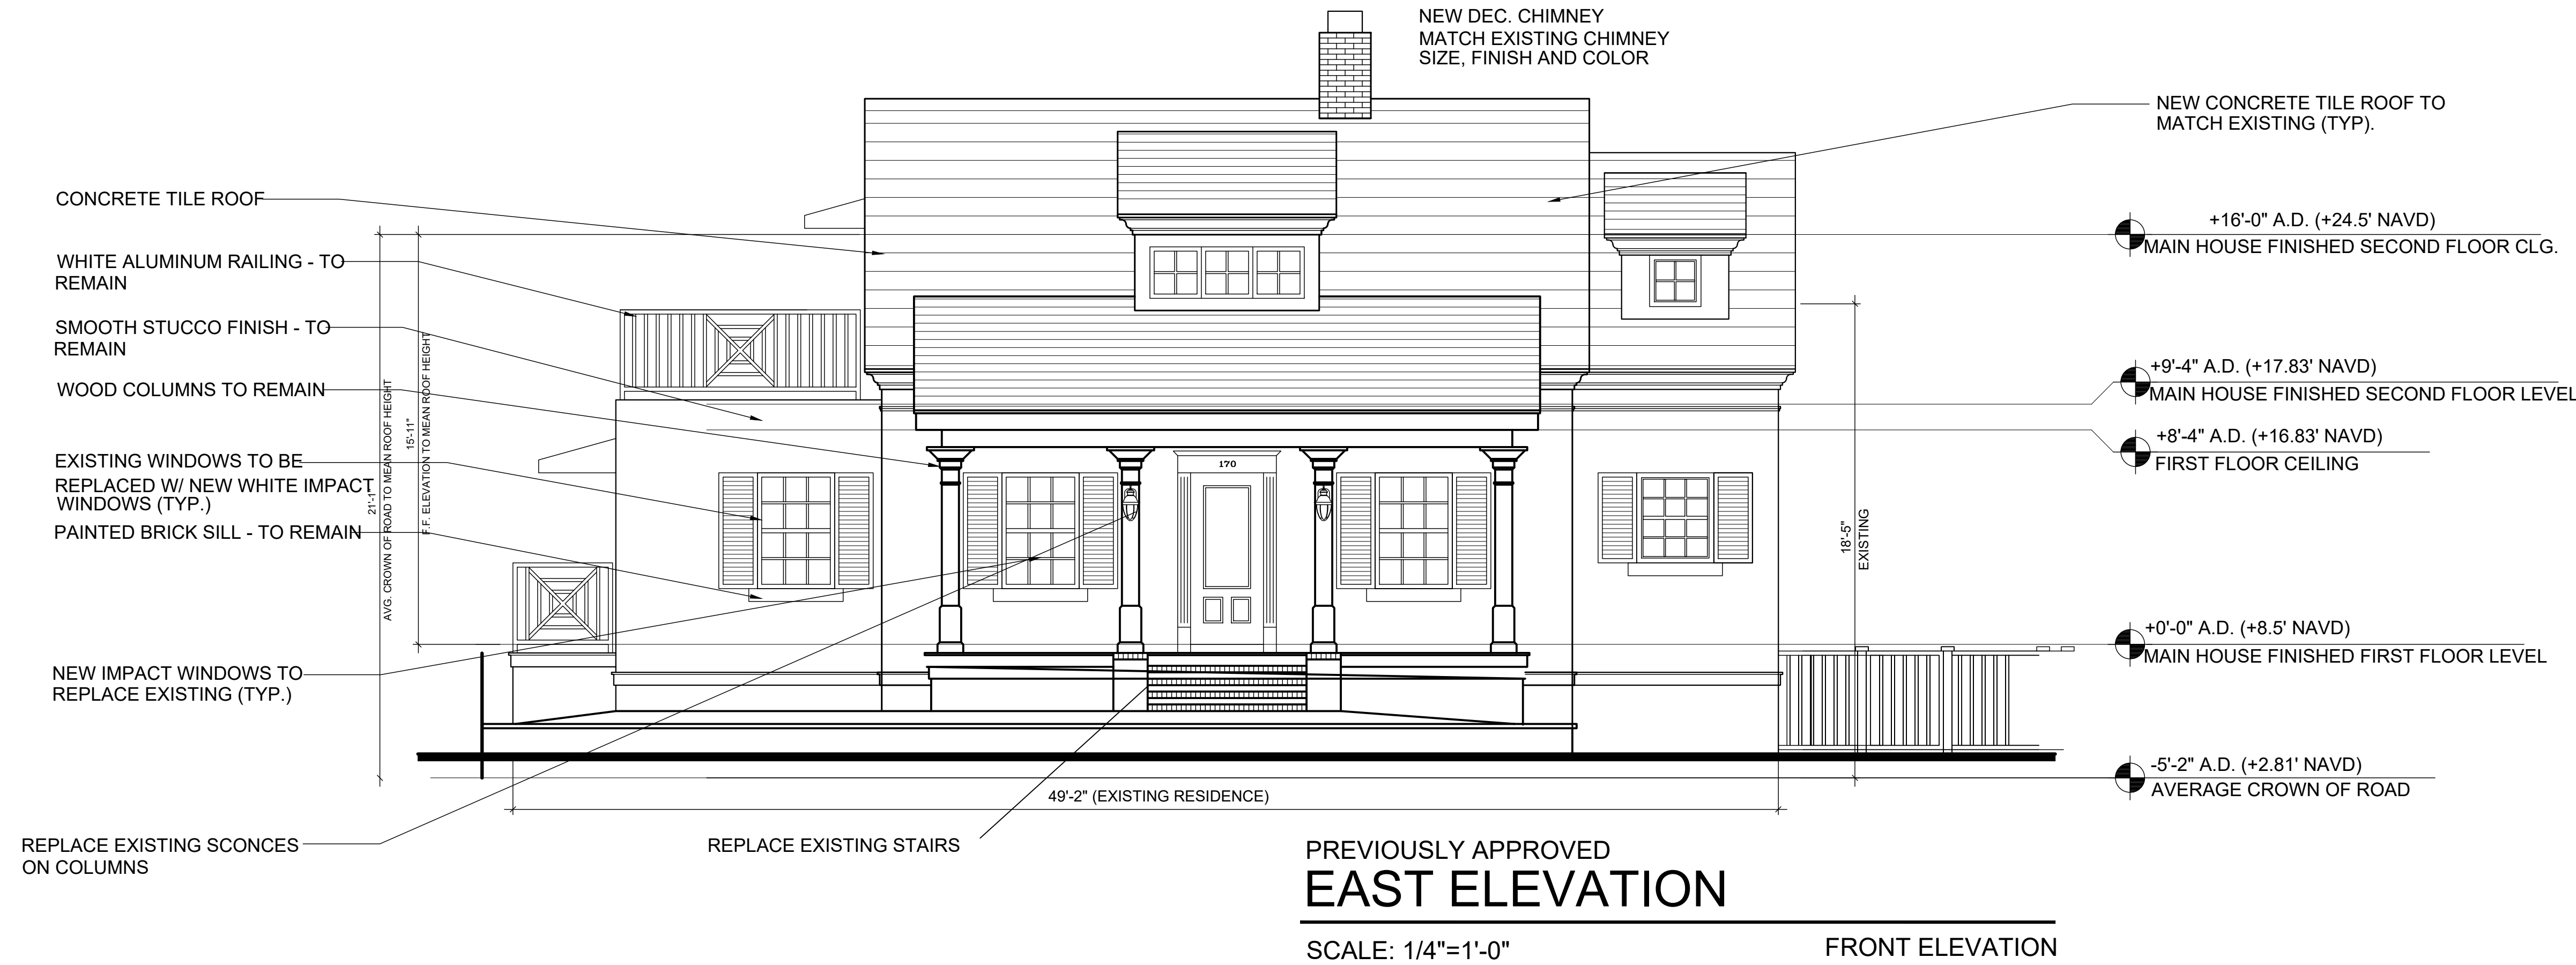 NEW DEC. CHIMNEY
MATCH EXISTING CHIMNEY
SIZE, FINISH AND COLOR
NEW CONCRETE TILE ROOF TO
MATCH EXISTING (TYP).
CONCRETE TILE ROOF
WHITE ALUMINUM RAILING - TO
REMAIN
SMOOTH STUCCO FINISH - TO
REMAIN
WOOD COLUMNS TO REMAIN
EXISTING WINDOWS TO BE
REPLACED W/ NEW WHITE IMPACT
WINDOWS (TYP.)
PAINTED BRICK SILL - TO REMAIN
NEW IMPACT WINDOWS TO
REPLACE EXISTING (TYP.)
REPLACE EXISTING SCONCES
ON COLUMNS
REPLACE EXISTING STAIRS
21'-1"
AVG. CROWN OF ROAD TO MEAN ROOF HEIGHT
15'-11"
F.F. ELEVATION TO MEAN ROOF HEIGHT
170
49'-2" (EXISTING RESIDENCE)
18'-5"
EXISTING
+16'-0" A.D. (+24.5' NAVD)
MAIN HOUSE FINISHED SECOND FLOOR CLG.
+9'-4" A.D. (+17.83' NAVD)
MAIN HOUSE FINISHED SECOND FLOOR LEVEL
+8'-4" A.D. (+16.83' NAVD)
FIRST FLOOR CEILING
+0'-0" A.D. (+8.5' NAVD)
MAIN HOUSE FINISHED FIRST FLOOR LEVEL
-5'-2" A.D. (+2.81' NAVD)
AVERAGE CROWN OF ROAD
PREVIOUSLY APPROVED
EAST ELEVATION
SCALE: 1/4"=1'-0"
FRONT ELEVATION